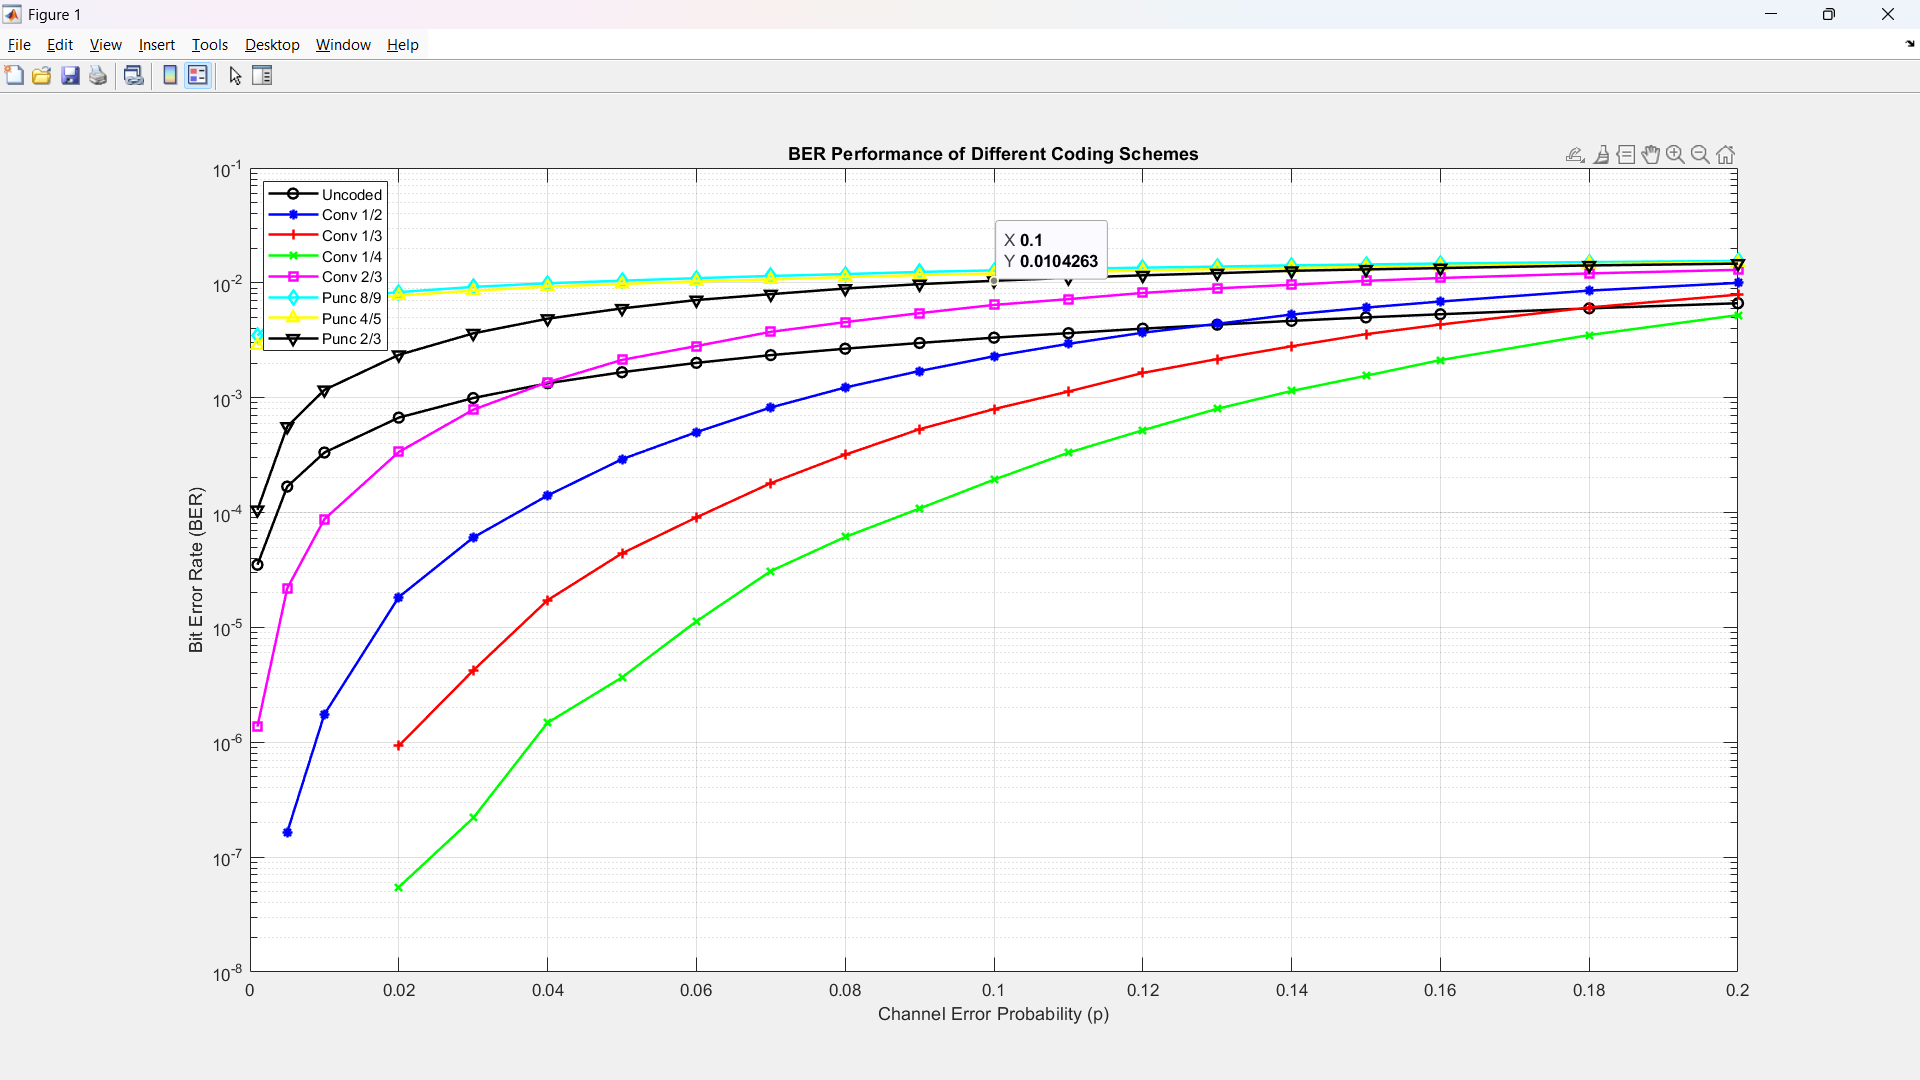 Figure 1
File Edit View Insert Tools Desktop Window Help
BER Performance of Different Coding Schemes
Uncoded
Conv 1/2
Conv 1/3
Conv 1/4
Conv 2/3
Punc 8/9
Punc 4/5
Punc 2/3
X 0.1
Y 0.0104263
10-1
10-2
10-3
10-4
10-5
10-6
10-7
10-8
Bit Error Rate (BER)
0 0.02 0.04 0.06 0.08 0.1 0.12 0.14 0.16 0.18 0.2
Channel Error Probability (p)